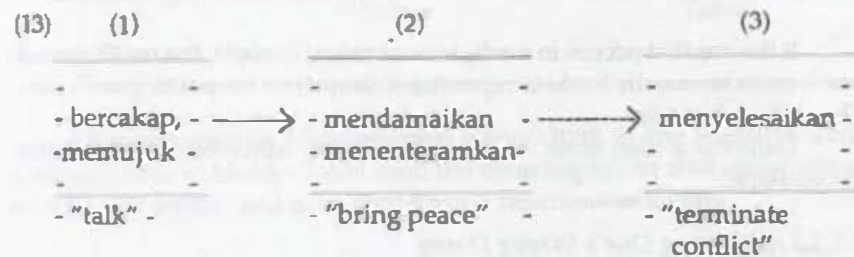 (13) (1) (2) (3)
- bercakap, - mendamaikan - - menyelesaikan -
- memujuk - menenteramkan-
- "talk" - - "bring peace" - - "terminate
conflict"